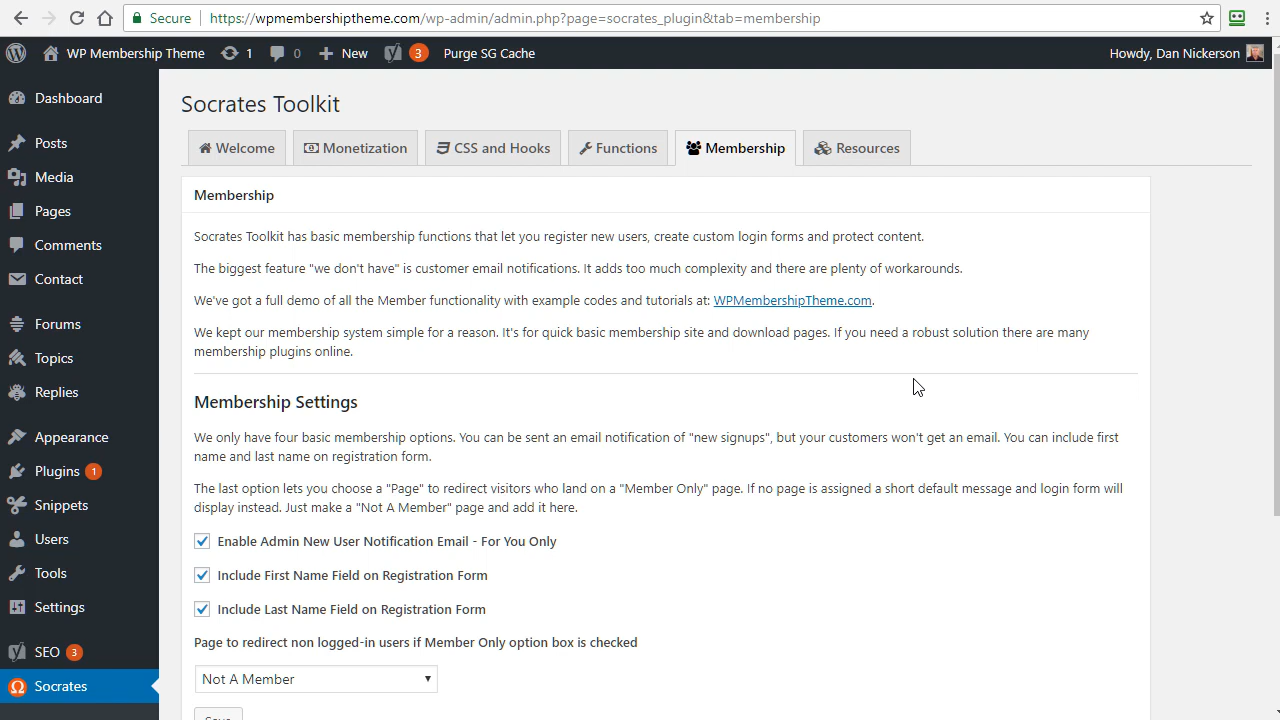 Secure https://wpmembershiptheme.com/wp-admin/admin.php?page=socrates_plugin&tab=membership
WP Membership Theme 1 0 New 3 Purge SG Cache Howdy, Dan Nickerson
Dashboard
Posts
Media
Pages
Comments
Contact
Forums
Topics
Replies
Appearance
Plugins 1
Snippets
Users
Tools
Settings
SEO 3
Socrates
Socrates Toolkit
Welcome Monetization CSS and Hooks Functions Membership Resources
Membership
Socrates Toolkit has basic membership functions that let you register new users, create custom login forms and protect content.
The biggest feature "we don't have" is customer email notifications. It adds too much complexity and there are plenty of workarounds.
We've got a full demo of all the Member functionality with example codes and tutorials at: WPMembershipTheme.com.
We kept our membership system simple for a reason. It's for quick basic membership site and download pages. If you need a robust solution there are many
membership plugins online.
Membership Settings
We only have four basic membership options. You can be sent an email notification of "new signups", but your customers won't get an email. You can include first
name and last name on registration form.
The last option lets you choose a "Page" to redirect visitors who land on a "Member Only" page. If no page is assigned a short default message and login form will
display instead. Just make a "Not A Member" page and add it here.
Enable Admin New User Notification Email - For You Only
Include First Name Field on Registration Form
Include Last Name Field on Registration Form
Page to redirect non logged-in users if Member Only option box is checked
Not A Member
Save